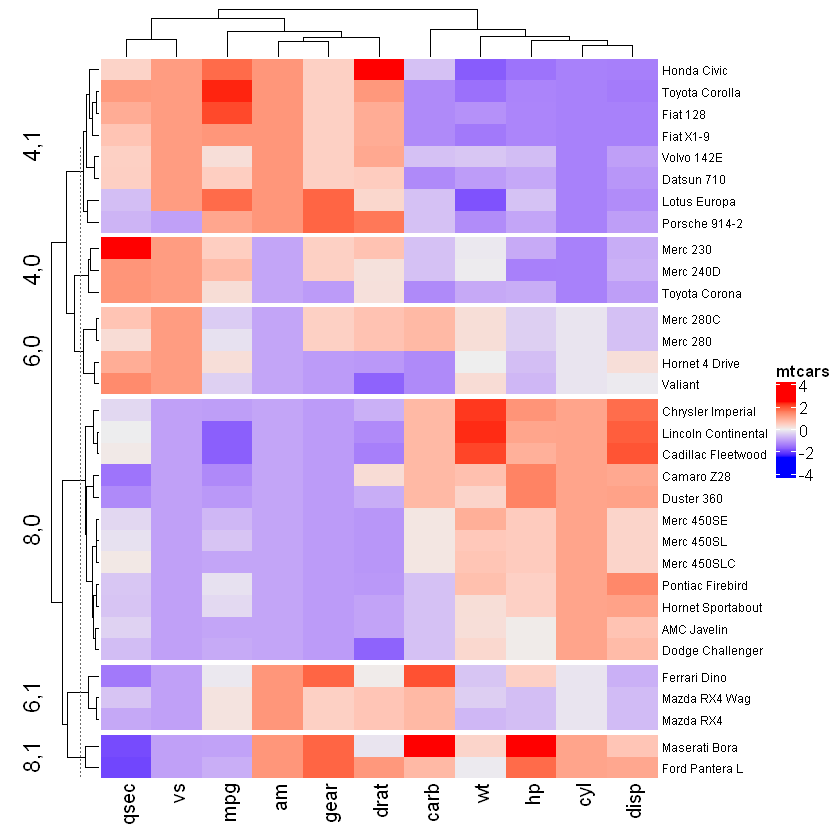 4,1
Honda Civic
Toyota Corolla
Fiat 128
Fiat X1-9
Volvo 142E
Datsun 710
Lotus Europa
Porsche 914-2
4,0
Merc 230
Merc 240D
Toyota Corona
6,0
Merc 280C
Merc 280
Hornet 4 Drive
Valiant
8,0
Chrysler Imperial
Lincoln Continental
Cadillac Fleetwood
Camaro Z28
Duster 360
Merc 450SE
Merc 450SL
Merc 450SLC
Pontiac Firebird
Hornet Sportabout
AMC Javelin
Dodge Challenger
6,1
Ferrari Dino
Mazda RX4 Wag
Mazda RX4
8,1
Maserati Bora
Ford Pantera L
qsec vs mpg am gear drat carb wt hp cyl disp
mtcars
4
2
0
-2
-4